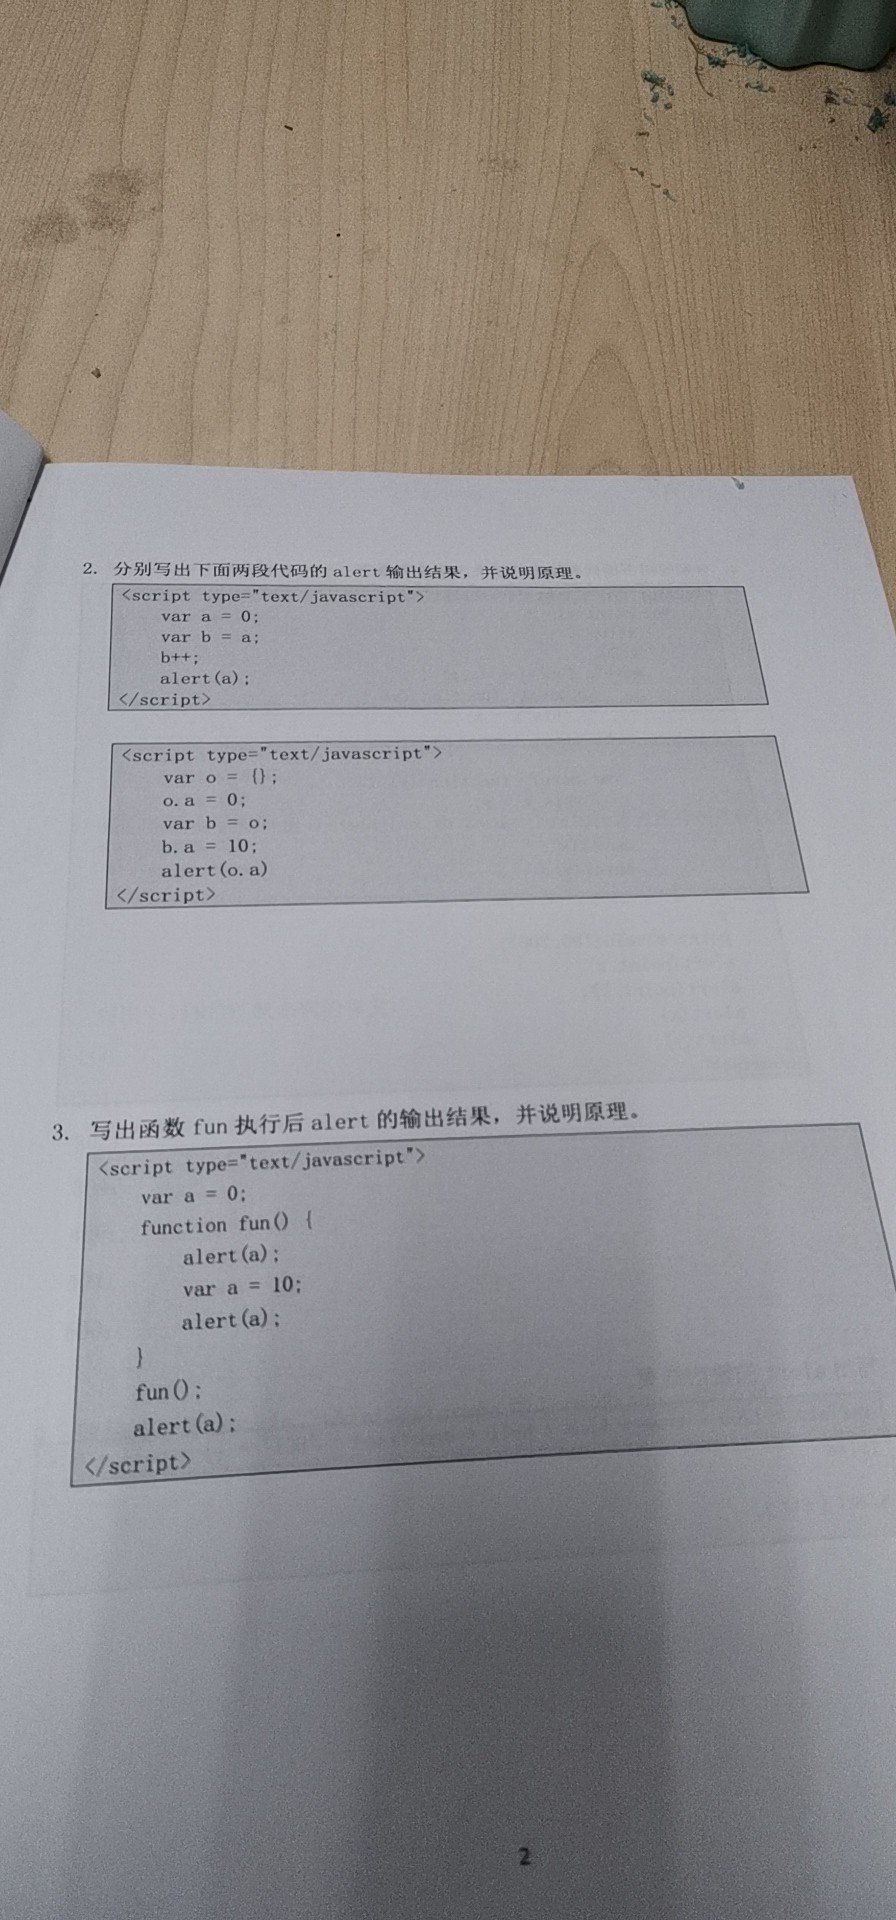 2. 分别写出下面两段代码的 alert 输出结果，并说明原理。
<script type="text/javascript">
var a = 0;
var b = a;
b++;
alert(a);
</script>
<script type="text/javascript">
var o = {};
o.a = 0;
var b = o;
b.a = 10;
alert(o.a)
</script>
3. 写出函数 fun 执行后 alert 的输出结果，并说明原理。
<script type="text/javascript">
var a = 0;
function fun() {
alert(a);
var a = 10;
alert(a);
}
fun();
alert(a);
</script>
2